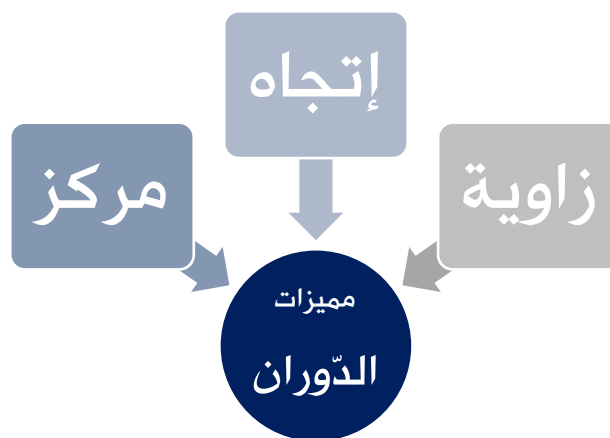 إتجاه
زاوية
مركز
مميزات
الدّوران